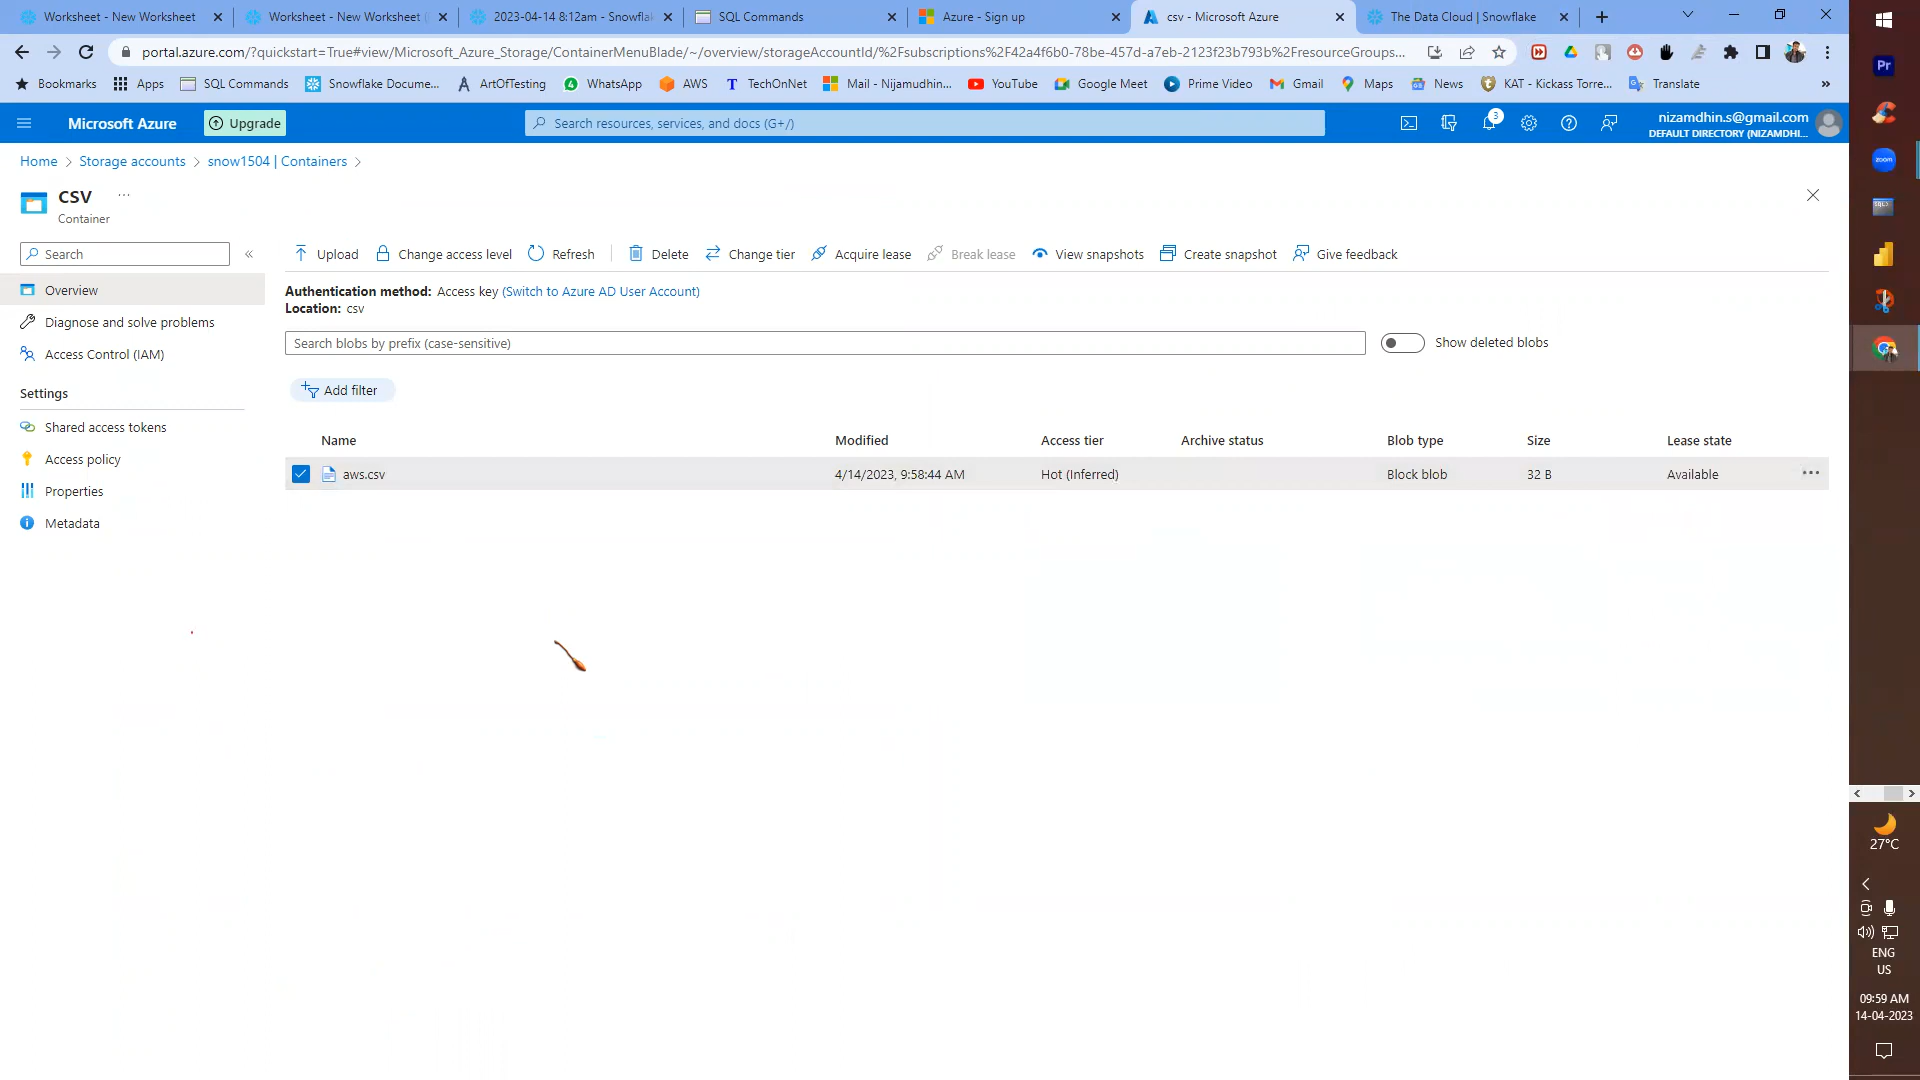 Worksheet - New Worksheet
Worksheet - New Worksheet
2023-04-14 8:12am - Snowfla
SQL Commands
Azure - Sign up
csv - Microsoft Azure
The Data Cloud | Snowflake
portal.azure.com/?quickstart=True#view/Microsoft_Azure_Storage/ContainerMenuBlade/~/overview/storageAccountId/%2Fsubscriptions%2F42a4f6b0-78be-457d-a7eb-2123f23b793b%2FresourceGroups...
Bookmarks
Apps
SQL Commands
Snowflake Docume...
ArtOfTesting
WhatsApp
AWS
TechOnNet
Mail - Nijamudhin...
YouTube
Google Meet
Prime Video
Gmail
Maps
News
KAT - Kickass Torre...
Translate
»
Microsoft Azure
Upgrade
Search resources, services, and docs (G+/)
3
nizamdhin.s@gmail.com
DEFAULT DIRECTORY (NIZAMDHI...
Home > Storage accounts > snow1504 | Containers >
CSV ...
Container
Search «
Overview
Diagnose and solve problems
Access Control (IAM)
Settings
Shared access tokens
Access policy
Properties
Metadata
Upload Change access level Refresh Delete Change tier Acquire lease Break lease View snapshots Create snapshot Give feedback
Authentication method: Access key (Switch to Azure AD User Account)
Location: csv
Search blobs by prefix (case-sensitive)
Show deleted blobs
Add filter
Name Modified Access tier Archive status Blob type Size Lease state
aws.csv 4/14/2023, 9:58:44 AM Hot (Inferred) Block blob 32 B Available ...
Pr
zoom
27°C
ENG
US
09:59 AM
14-04-2023